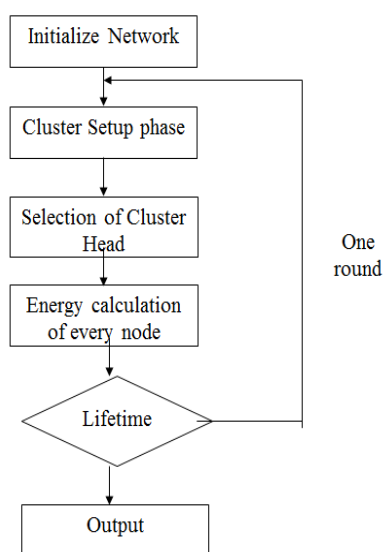 Initialize Network
Cluster Setup phase
Selection of Cluster
Head
Energy calculation
of every node
Lifetime
One
round
Output